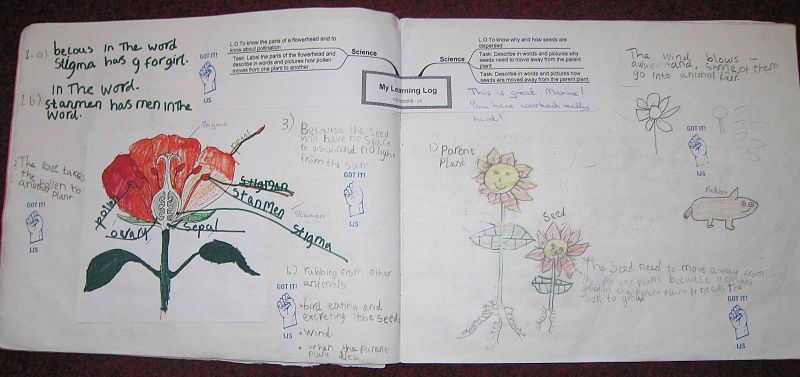 L.O To know the parts of a flowerhead and to
know about pollination
Task: Label the parts of the flowerhead and
describe in words and pictures how pollen
moves from one plant to another
Science
1. a) becous in The word
Stigma has g for girl.
GOT IT!
IJS
in The word.
1 b) stanmen has men in the
word.
2 The bee takes
the pollen to
another plant
GOT IT!
IJS
stigma
petal
stigman
stanmen
stamen
stigma
pollen
ovary
sepal
3) Because the seed
will have no space
to grow and no light
from the sun
GOT IT!
IJS
4) rubbing on other
animals
• bird eating and
excreting the seed
• wind.
• when the parent
plant dies
GOT IT!
IJS
My Learning Log
Science
L.O To know why and how seeds are
dispersed
Task: Describe in words and pictures why
seeds need to move away from the parent
plant
Task: Describe in words and pictures how
seeds are moved away from the parent plant
This is great,
You have worked really
hard!
The wind blows
away and, some of them
go into animal fur.
GOT IT!
IJS
rabbit
1) Parent
Plant
Seed
The Seed need to move away from
parent plant because
the parent plant it needs the
soil to grow
GOT IT!
IJS